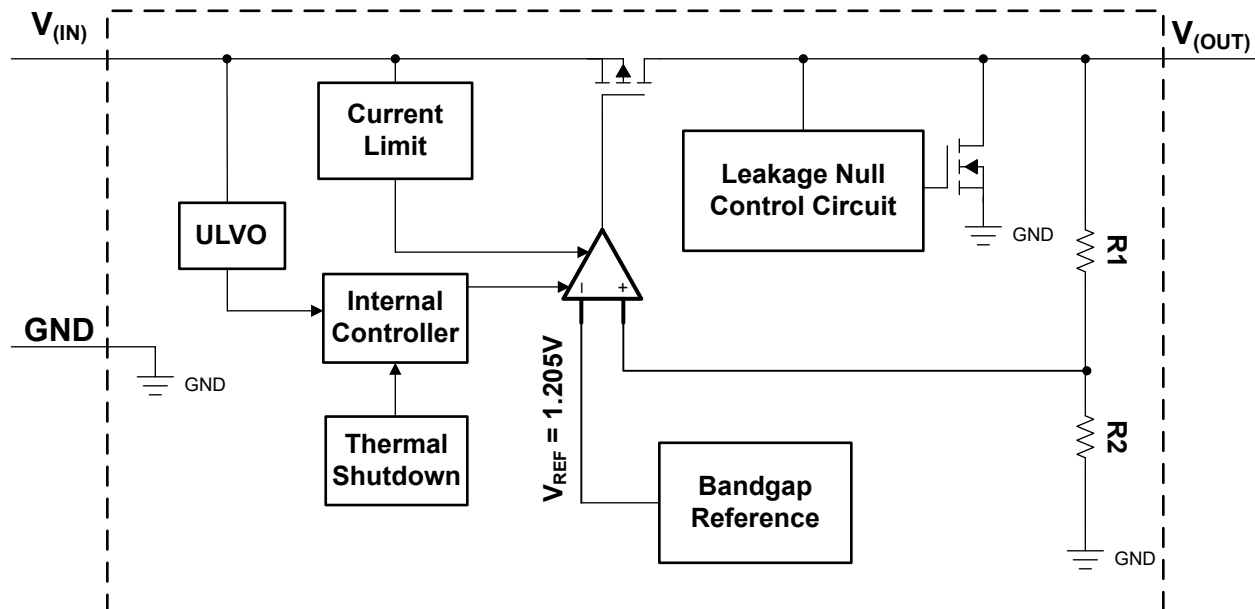 V(IN)
V(OUT)
Current
Limit
Leakage Null
Control Circuit
ULVO
GND
R1
Internal
Controller
GND
GND
− +
VREF = 1.205V
Thermal
Shutdown
R2
Bandgap
Reference
GND